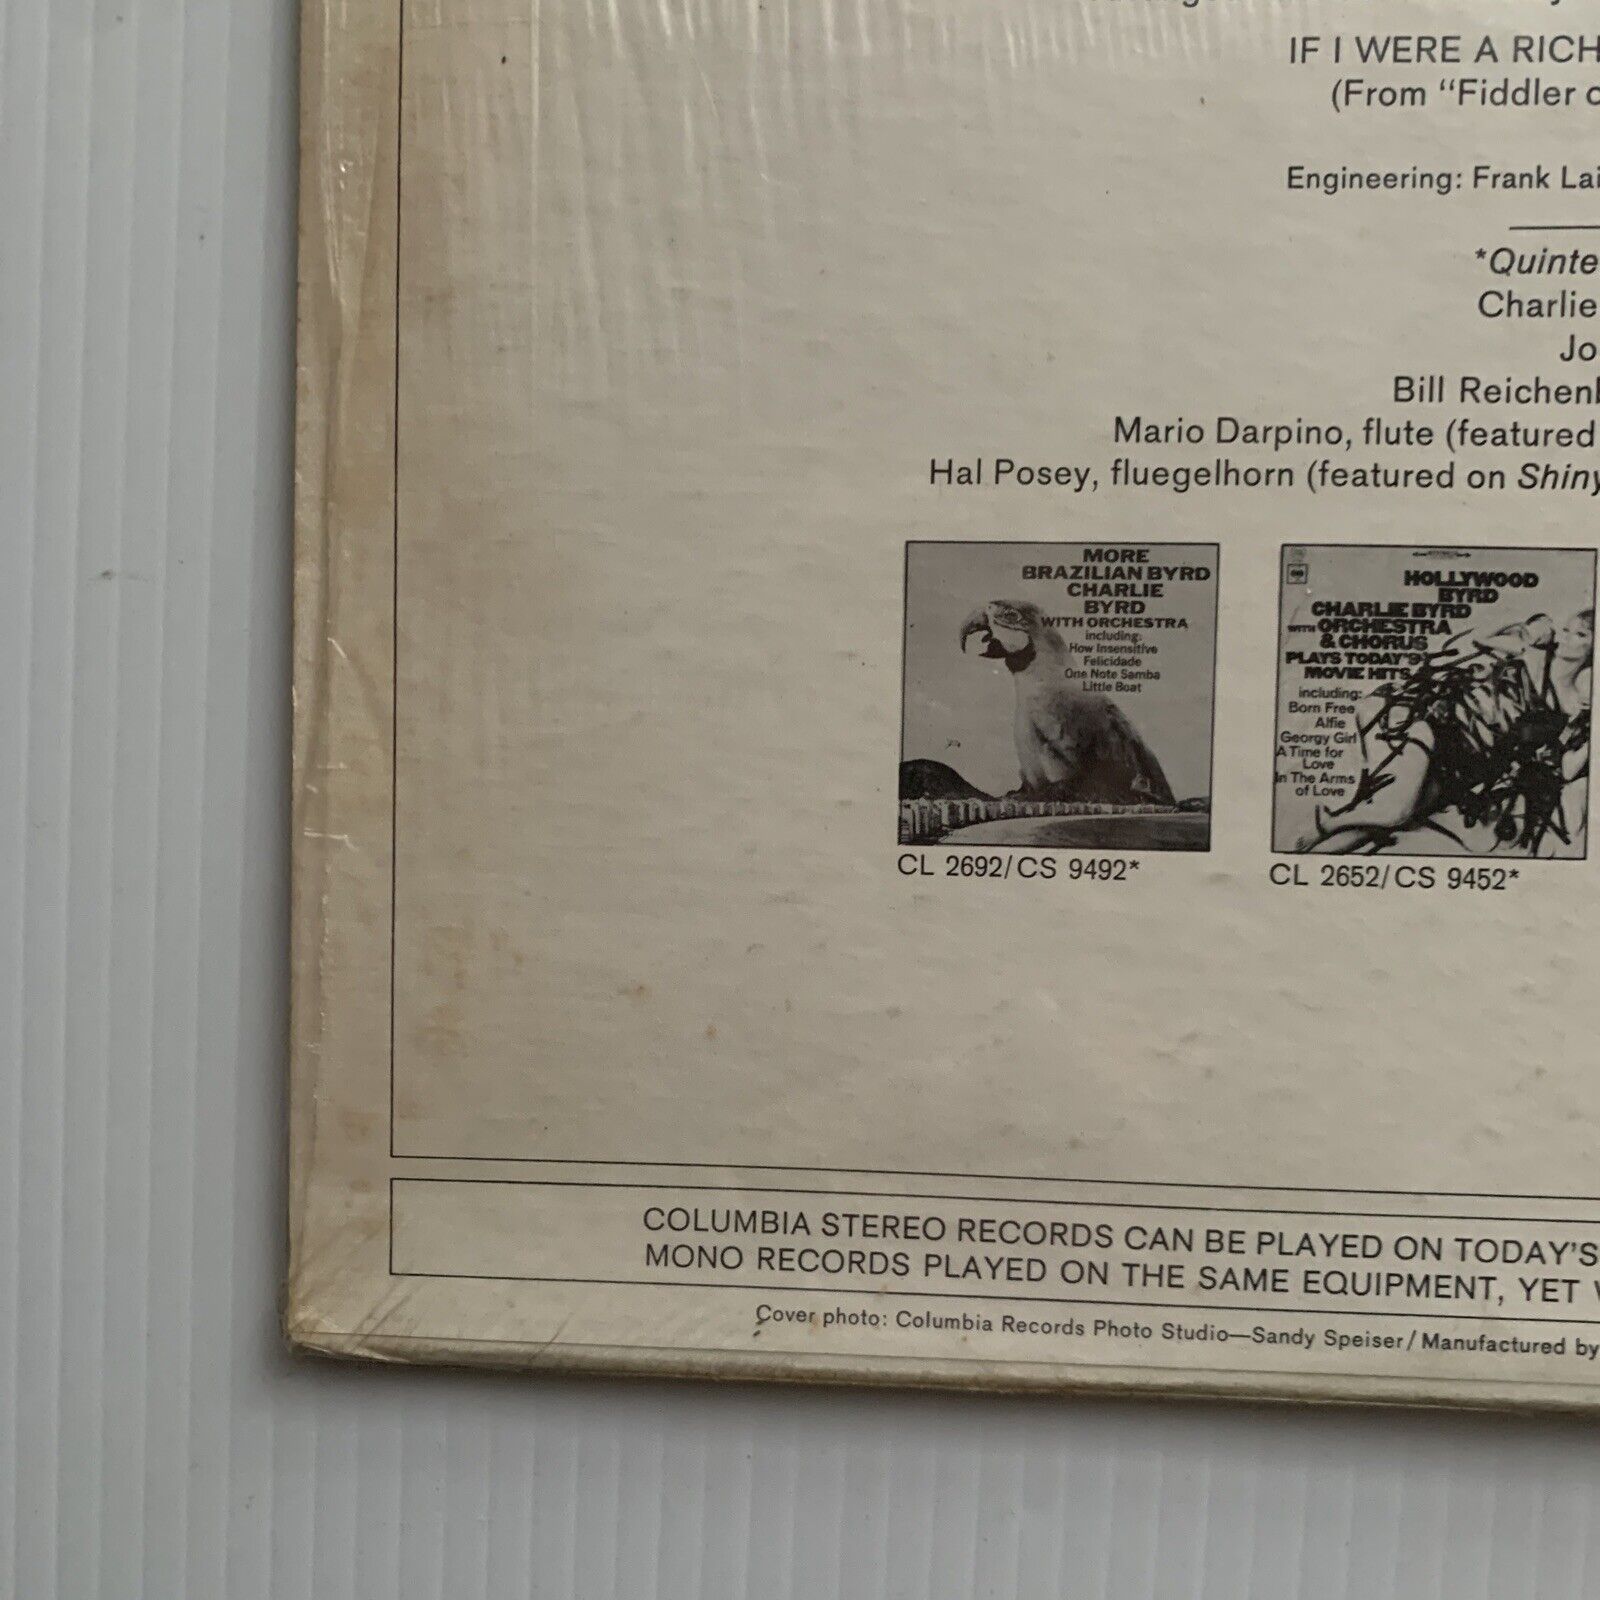 IF I WERE A RICH
(From "Fiddler o
Engineering: Frank Lai
*Quinte
Charlie
Jo
Bill Reichenb
Mario Darpino, flute (featured
Hal Posey, fluegelhorn (featured on Shiny
MORE
BRAZILIAN BYRD
CHARLIE
BYRD
WITH ORCHESTRA
including:
How Insensitive
Felicidade
One Note Samba
Little Boat
CL 2692/CS 9492*
HOLLYWOOD
BYRD
CHARLIE BYRD
WITH ORCHESTRA
& CHORUS
PLAYS TODAY'S
MOVIE HITS
including:
Born Free
Alfie
Georgy Girl
A Time for
Love
In The Arms
of Love
CL 2652/CS 9452*
COLUMBIA STEREO RECORDS CAN BE PLAYED ON TODAY'S
MONO RECORDS PLAYED ON THE SAME EQUIPMENT, YET
Cover photo: Columbia Records Photo Studio—Sandy Speiser/Manufactured by